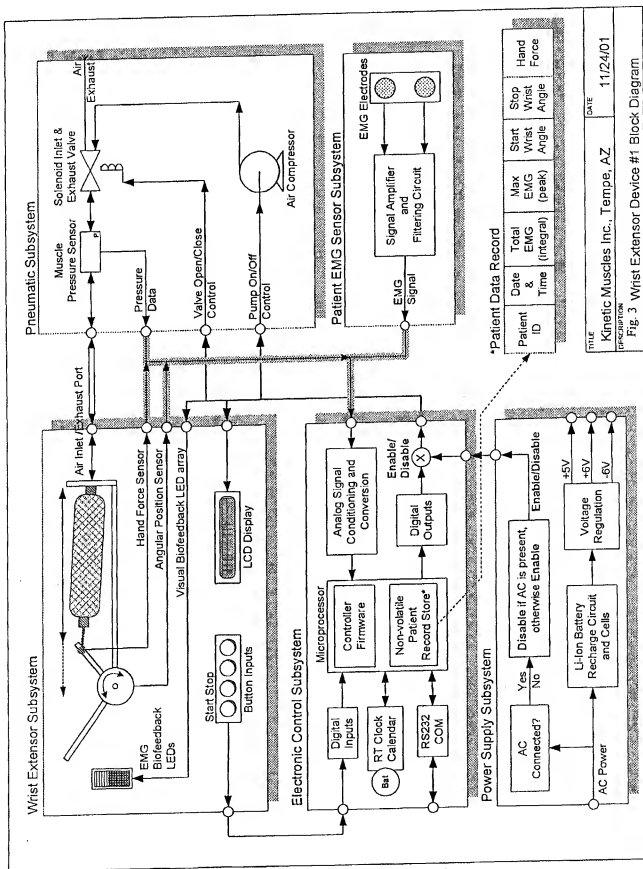 Wrist Extensor Subsystem
EMG
Biofeedback
LEDs
Start Stop
Button Inputs
LCD Display
Air Inlet/Exhaust Port
Hand Force Sensor
Angular Position Sensor
Visual Biofeedback LED array
Pneumatic Subsystem
Muscle
Pressure Sensor
P
Solenoid Inlet &
Exhaust Valve
Air
Exhaust
Pressure
Data
Valve Open/Close
Control
Pump On/Off
Control
Air Compressor
Patient EMG Sensor Subsystem
EMG
Signal
Signal Amplifier
and
Filtering Circuit
EMG Electrodes
Electronic Control Subsystem
Digital
Inputs
RT Clock
Calendar
Bat
RS232
COM
Microprocessor
Controller
Firmware
Non-volatile
Patient
Record Store*
Analog Signal
Conditioning and
Conversion
Digital
Outputs
Enable/
Disable
X
*Patient Data Record
Patient
ID
Date
&
Time
Total
EMG
(integral)
Max
EMG
(peak)
Start
Wrist
Angle
Stop
Wrist
Angle
Hand
Force
Power Supply Subsystem
AC
Connected?
Yes
No
Disable if AC is present,
otherwise Enable
Enable/Disable
AC Power
Li-Ion Battery
Recharge Circuit
and Cells
Voltage
Regulation
+5V
+6V
-6V
TITLE
Kinetic Muscles Inc., Tempe, AZ
DATE
11/24/01
DESCRIPTION
Fig. 3 Wrist Extensor Device #1 Block Diagram